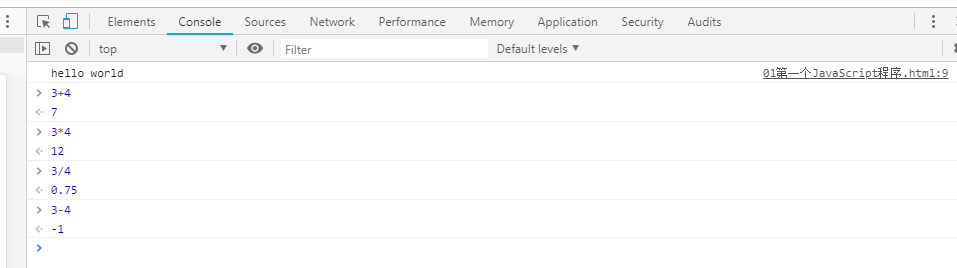 Elements Console Sources Network Performance Memory Application Security Audits
top Filter Default levels
hello world 01第一个JavaScript程序.html:9
3+4
7
3*4
12
3/4
0.75
3-4
-1